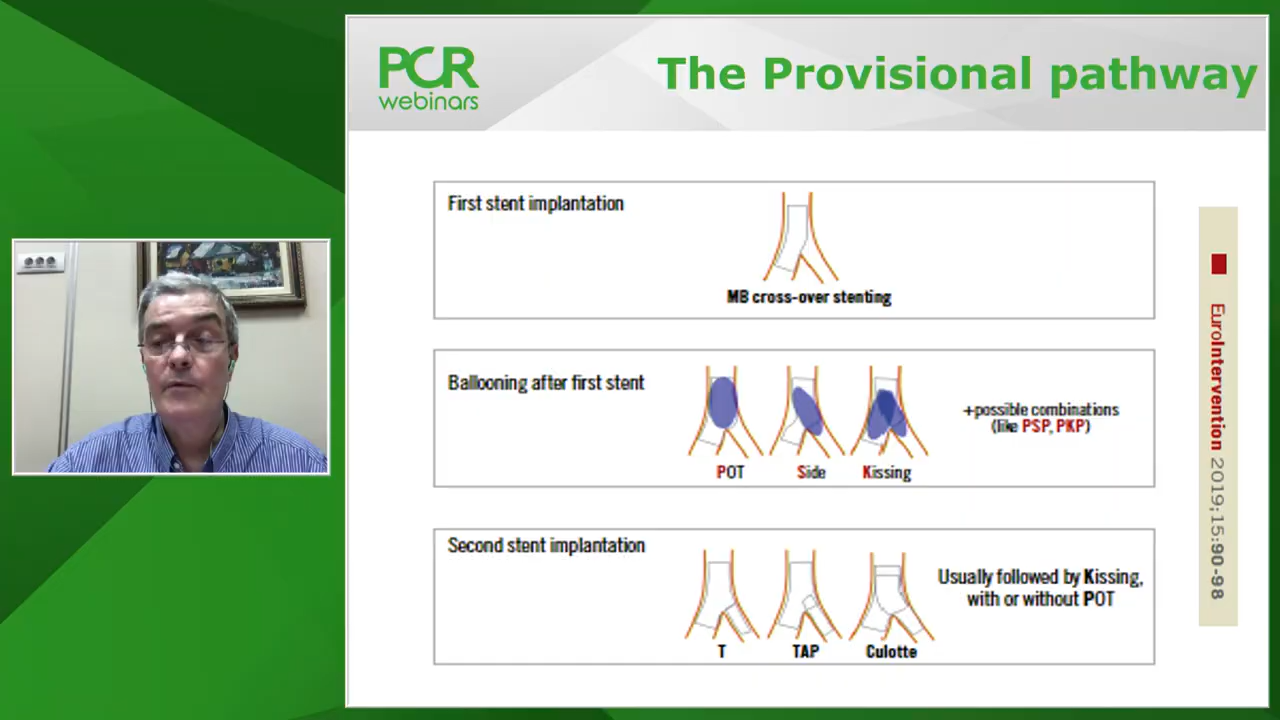 PCR
webinars
The Provisional pathway
First stent implantation
MB cross-over stenting
Ballooning after first stent
POT
Side
Kissing
+possible combinations
(like PSP, PKP)
Second stent implantation
T
TAP
Culotte
Usually followed by Kissing,
with or without POT
EuroIntervention 2019;15:90-98